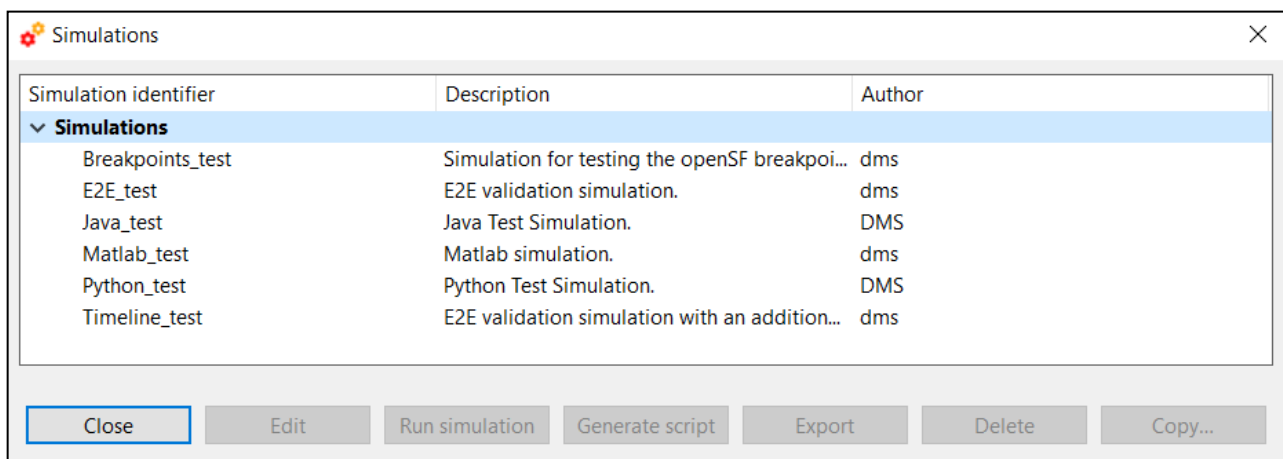 Simulations
Simulation identifier Description Author
Simulations
Breakpoints_test Simulation for testing the openSF breakpoi... dms
E2E_test E2E validation simulation. dms
Java_test Java Test Simulation. DMS
Matlab_test Matlab simulation. dms
Python_test Python Test Simulation. DMS
Timeline_test E2E validation simulation with an addition... dms
Close Edit Run simulation Generate script Export Delete Copy...